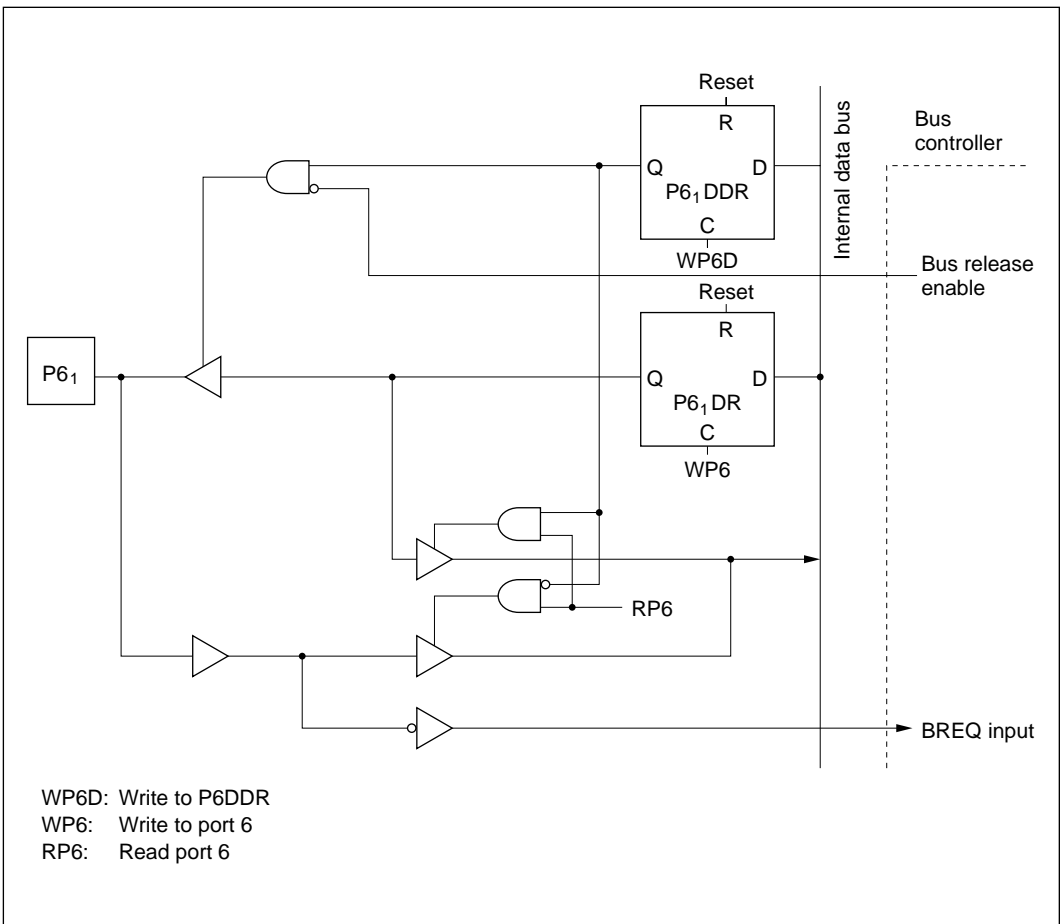 Reset
R
Bus
controller
Internal data bus
Q
D
P6₁DDR
C
WP6D
Bus release
enable
Reset
R
P6₁
Q
D
P6₁DR
C
WP6
RP6
BREQ input
WP6D: Write to P6DDR
WP6: Write to port 6
RP6: Read port 6